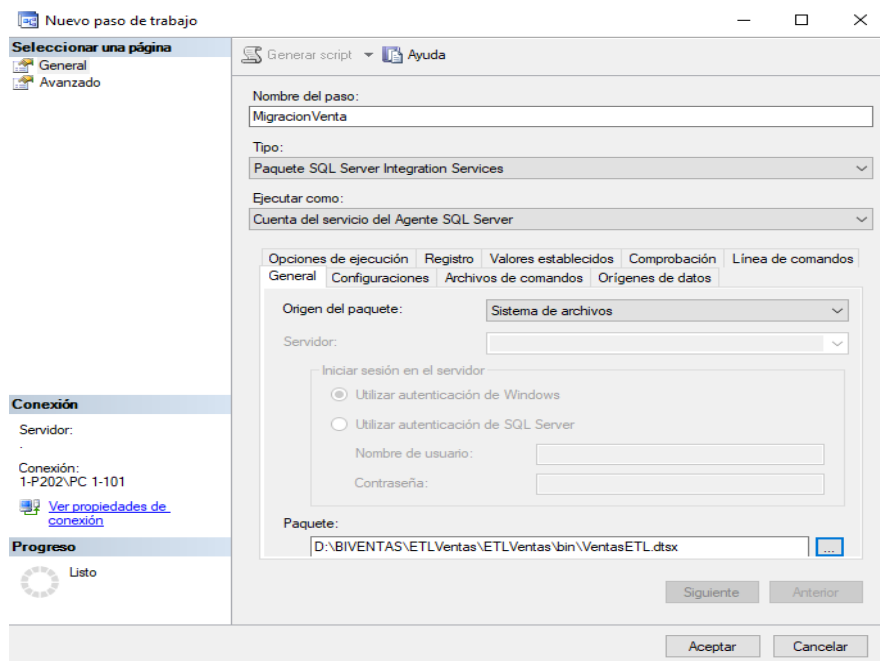 Nuevo paso de trabajo
Seleccionar una página
General
Avanzado
Generar script
Ayuda
Nombre del paso:
MigracionVenta
Tipo:
Paquete SQL Server Integration Services
Ejecutar como:
Cuenta del servicio del Agente SQL Server
Opciones de ejecución Registro Valores establecidos Comprobación Línea de comandos
General Configuraciones Archivos de comandos Orígenes de datos
Origen del paquete: Sistema de archivos
Servidor:
Iniciar sesión en el servidor
Utilizar autenticación de Windows
Utilizar autenticación de SQL Server
Nombre de usuario:
Contraseña:
Paquete:
D:\BIVENTAS\ETLVentas\ETLVentas\bin\VentasETL.dtsx ...
Conexión
Servidor:
.
Conexión:
1-P202\PC 1-101
Ver propiedades de
conexión
Progreso
Listo
Siguiente Anterior
Aceptar Cancelar